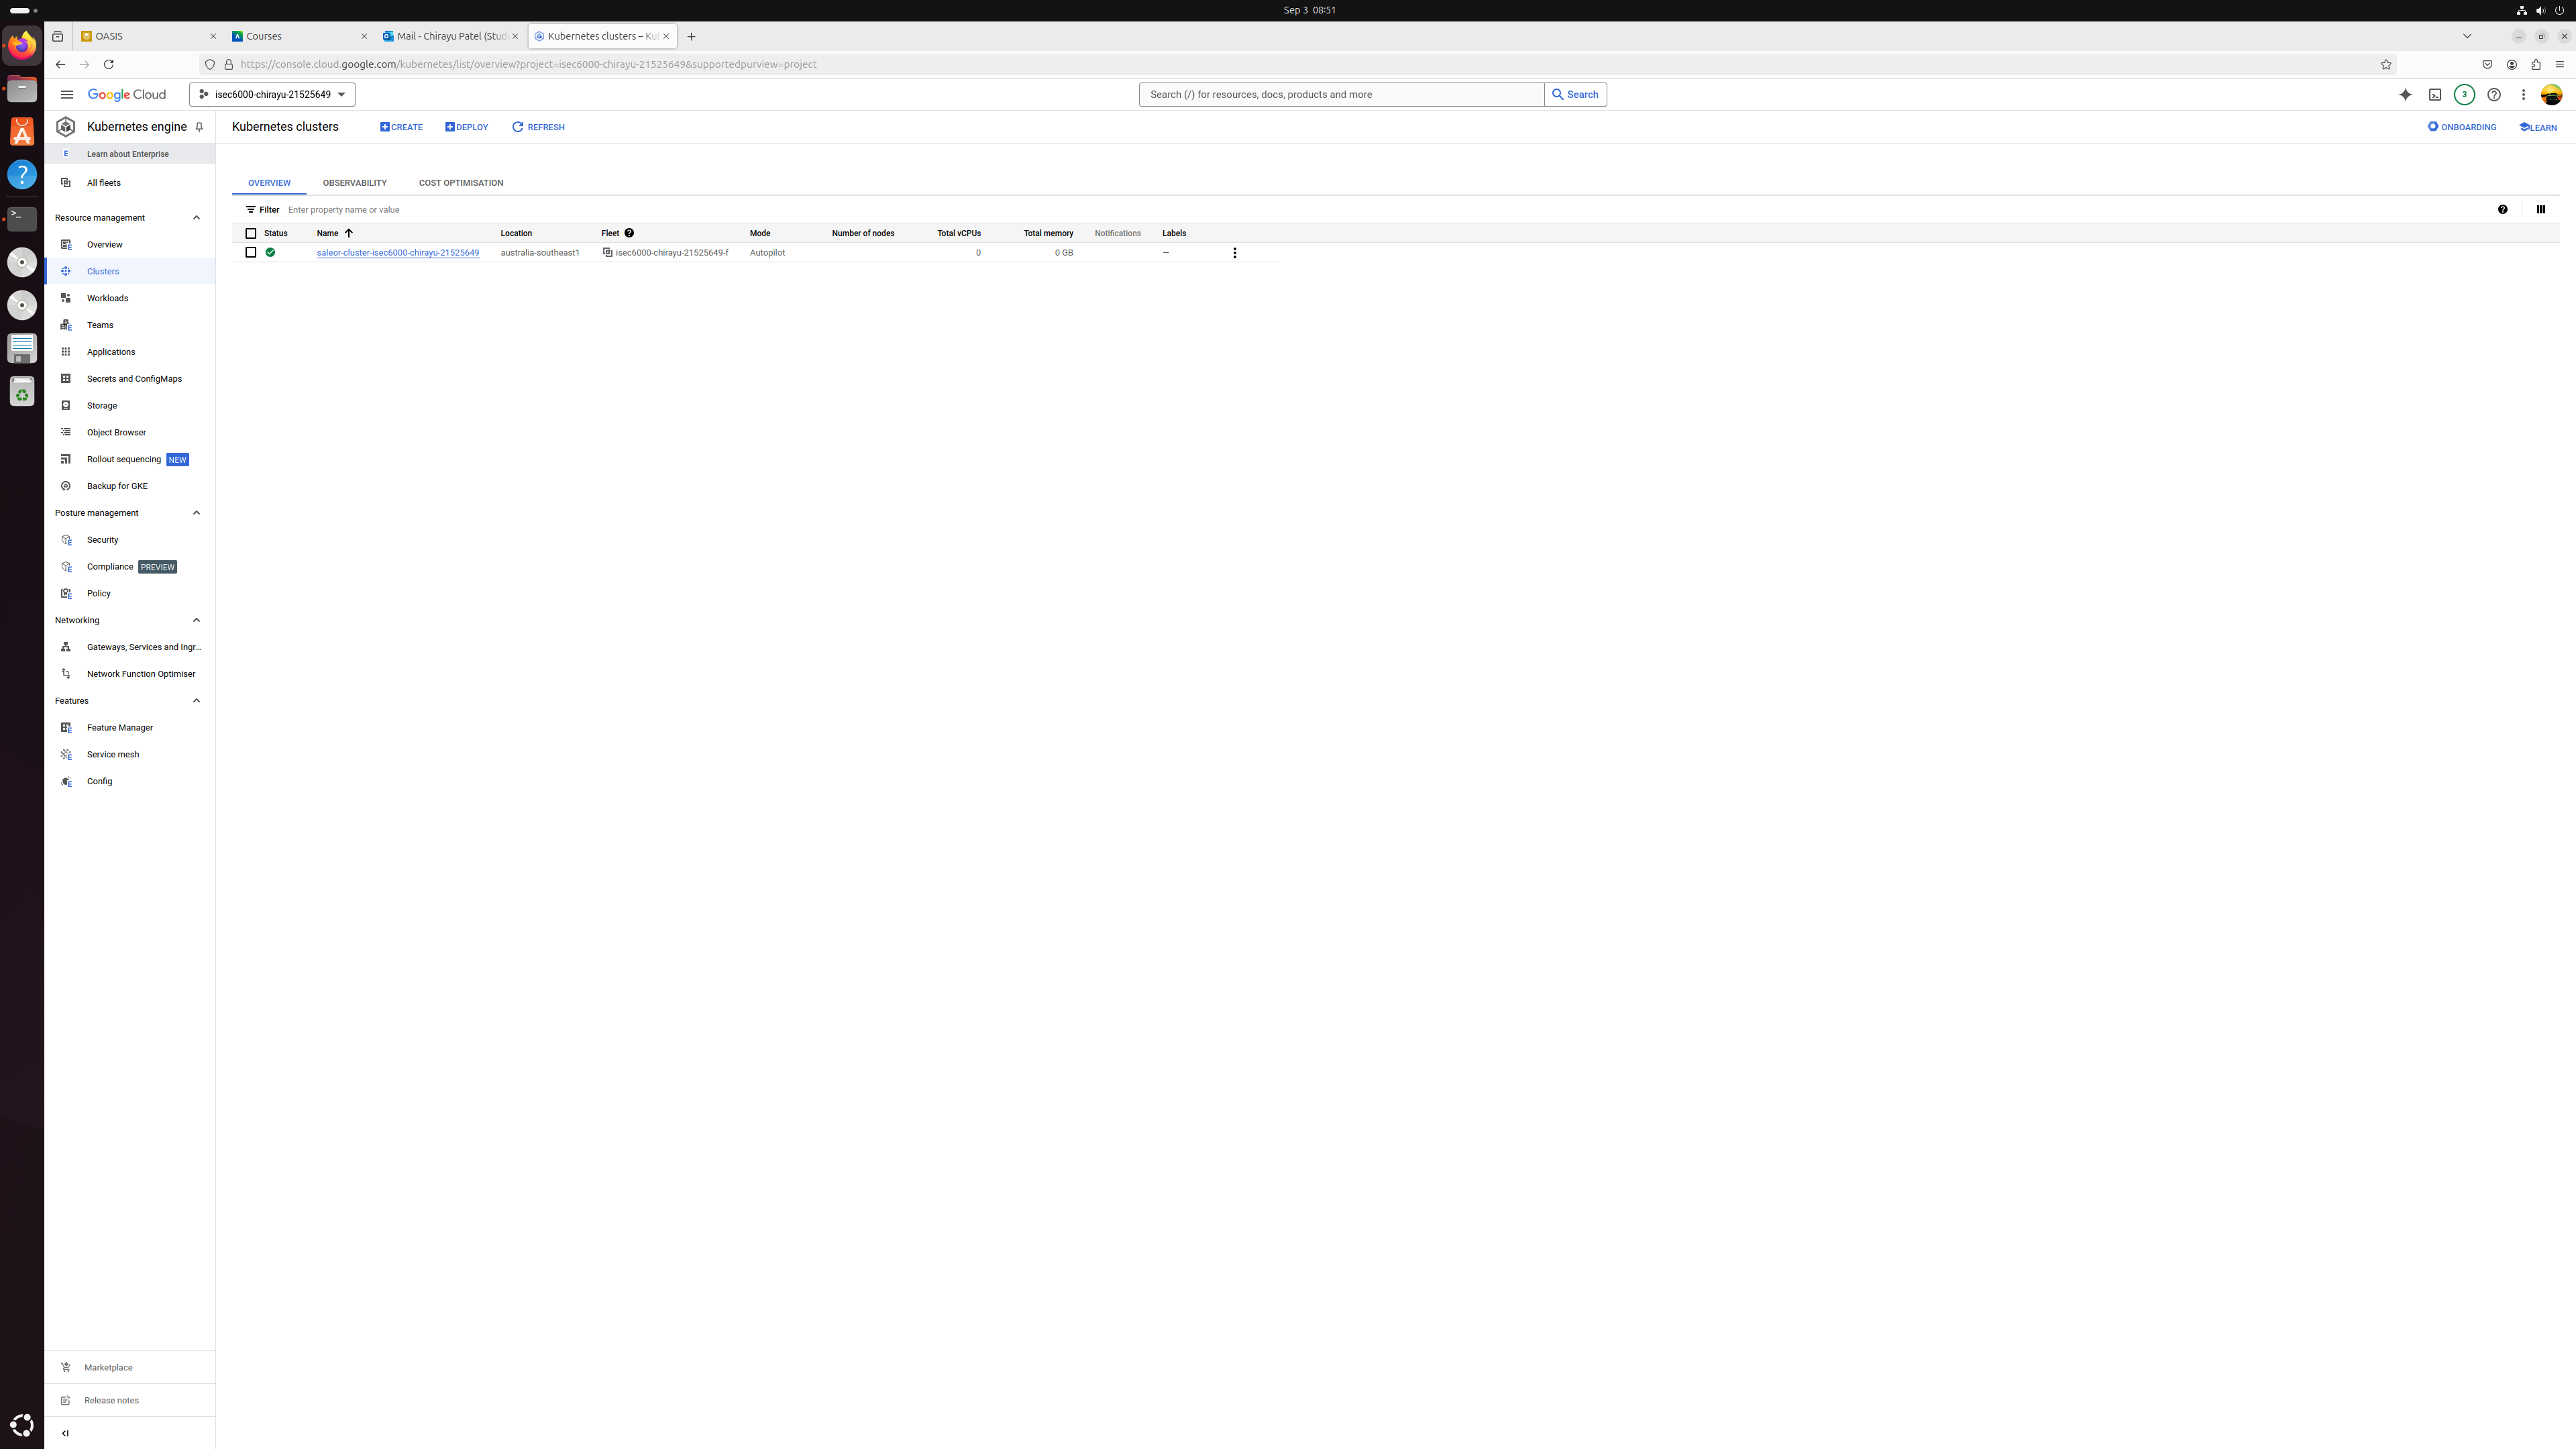 Sep 3 08:51
OASIS
Courses
Mail - Chirayu Patel (Stud
Kubernetes clusters – Ku
https://console.cloud.google.com/kubernetes/list/overview?project=isec6000-chirayu-21525649&supportedpurview=project
Google Cloud
isec6000-chirayu-21525649
Search (/) for resources, docs, products and more
Search
3
Kubernetes engine
Kubernetes clusters
CREATE
DEPLOY
REFRESH
ONBOARDING
LEARN
E Learn about Enterprise
All fleets
Resource management
Overview
Clusters
Workloads
Teams
Applications
Secrets and ConfigMaps
Storage
Object Browser
Rollout sequencing NEW
Backup for GKE
Posture management
Security
Compliance PREVIEW
Policy
Networking
Gateways, Services and Ingr...
Network Function Optimiser
Features
Feature Manager
Service mesh
Config
Marketplace
Release notes
OVERVIEW OBSERVABILITY COST OPTIMISATION
Filter Enter property name or value
Status Name Location Fleet Mode Number of nodes Total vCPUs Total memory Notifications Labels
saleor-cluster-isec6000-chirayu-21525649 australia-southeast1 isec6000-chirayu-21525649-f Autopilot 0 0 GB —